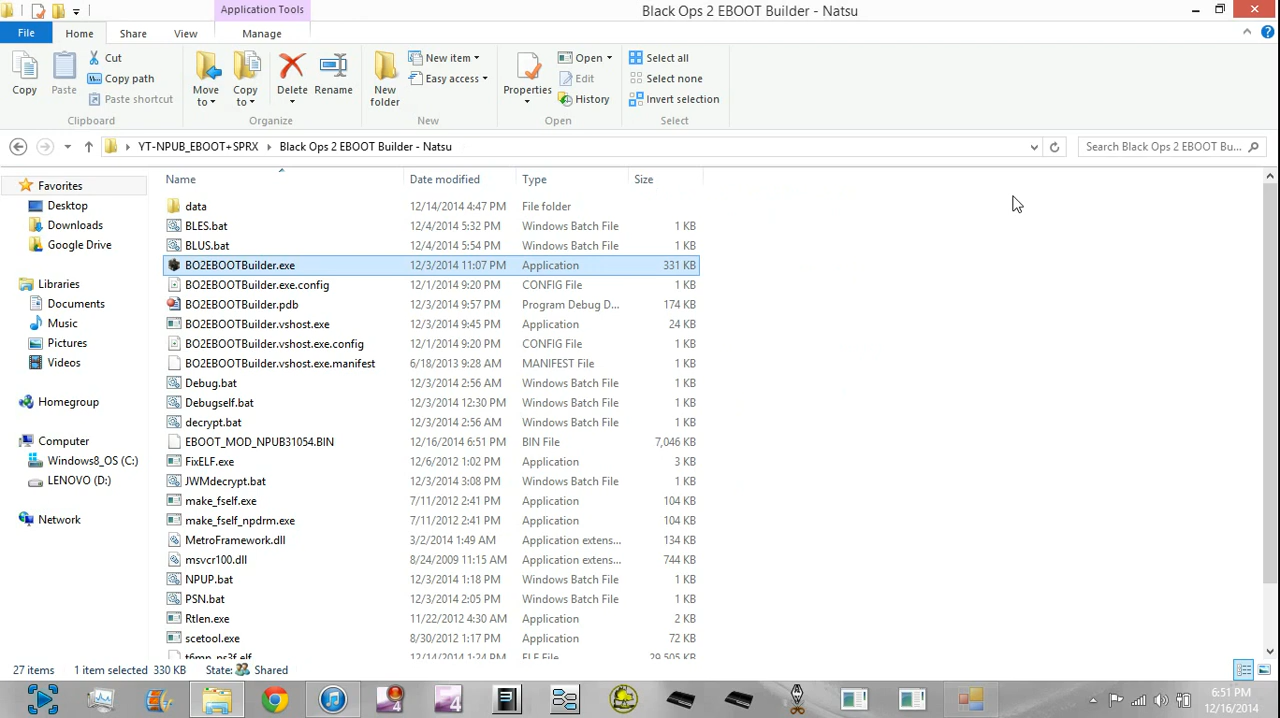 Application Tools
Black Ops 2 EBOOT Builder - Natsu
File Home Share View Manage
Copy
Paste
Cut
Copy path
Paste shortcut
Clipboard
Move to
Copy to
Delete
Rename
Organize
New folder
New item
Easy access
New
Properties
Open
Edit
History
Open
Select all
Select none
Invert selection
Select
YT-NPUB_EBOOT+SPRX Black Ops 2 EBOOT Builder - Natsu
Search Black Ops 2 EBOOT Bu...
Favorites
Desktop
Downloads
Google Drive
Libraries
Documents
Music
Pictures
Videos
Homegroup
Computer
Windows8_OS (C:)
LENOVO (D:)
Network
Name Date modified Type Size
data 12/14/2014 4:47 PM File folder
BLES.bat 12/4/2014 5:32 PM Windows Batch File 1 KB
BLUS.bat 12/4/2014 5:54 PM Windows Batch File 1 KB
BO2EBOOTBuilder.exe 12/3/2014 11:07 PM Application 331 KB
BO2EBOOTBuilder.exe.config 12/1/2014 9:20 PM CONFIG File 1 KB
BO2EBOOTBuilder.pdb 12/3/2014 9:57 PM Program Debug D... 174 KB
BO2EBOOTBuilder.vshost.exe 12/3/2014 9:45 PM Application 24 KB
BO2EBOOTBuilder.vshost.exe.config 12/1/2014 9:20 PM CONFIG File 1 KB
BO2EBOOTBuilder.vshost.exe.manifest 6/18/2013 9:28 AM MANIFEST File 1 KB
Debug.bat 12/3/2014 2:56 AM Windows Batch File 1 KB
Debugself.bat 12/3/2014 12:30 PM Windows Batch File 1 KB
decrypt.bat 12/3/2014 2:56 AM Windows Batch File 1 KB
EBOOT_MOD_NPUB31054.BIN 12/16/2014 6:51 PM BIN File 7,046 KB
FixELF.exe 12/6/2012 1:02 PM Application 3 KB
JWMdecrypt.bat 12/3/2014 3:08 PM Windows Batch File 1 KB
make_fself.exe 7/11/2012 2:41 PM Application 104 KB
make_fself_npdrm.exe 7/11/2012 2:41 PM Application 104 KB
MetroFramework.dll 3/2/2014 1:49 AM Application extens... 134 KB
msvcr100.dll 8/24/2009 11:15 AM Application extens... 744 KB
NPUP.bat 12/3/2014 1:18 PM Windows Batch File 1 KB
PSN.bat 12/3/2014 2:05 PM Windows Batch File 1 KB
Rtlen.exe 11/22/2012 4:30 AM Application 2 KB
scetool.exe 8/30/2012 1:17 PM Application 72 KB
t6mp_ps3f.elf 12/14/2014 1:24 PM ELF File 29,505 KB
27 items 1 item selected 330 KB State: Shared
6:51 PM
12/16/2014